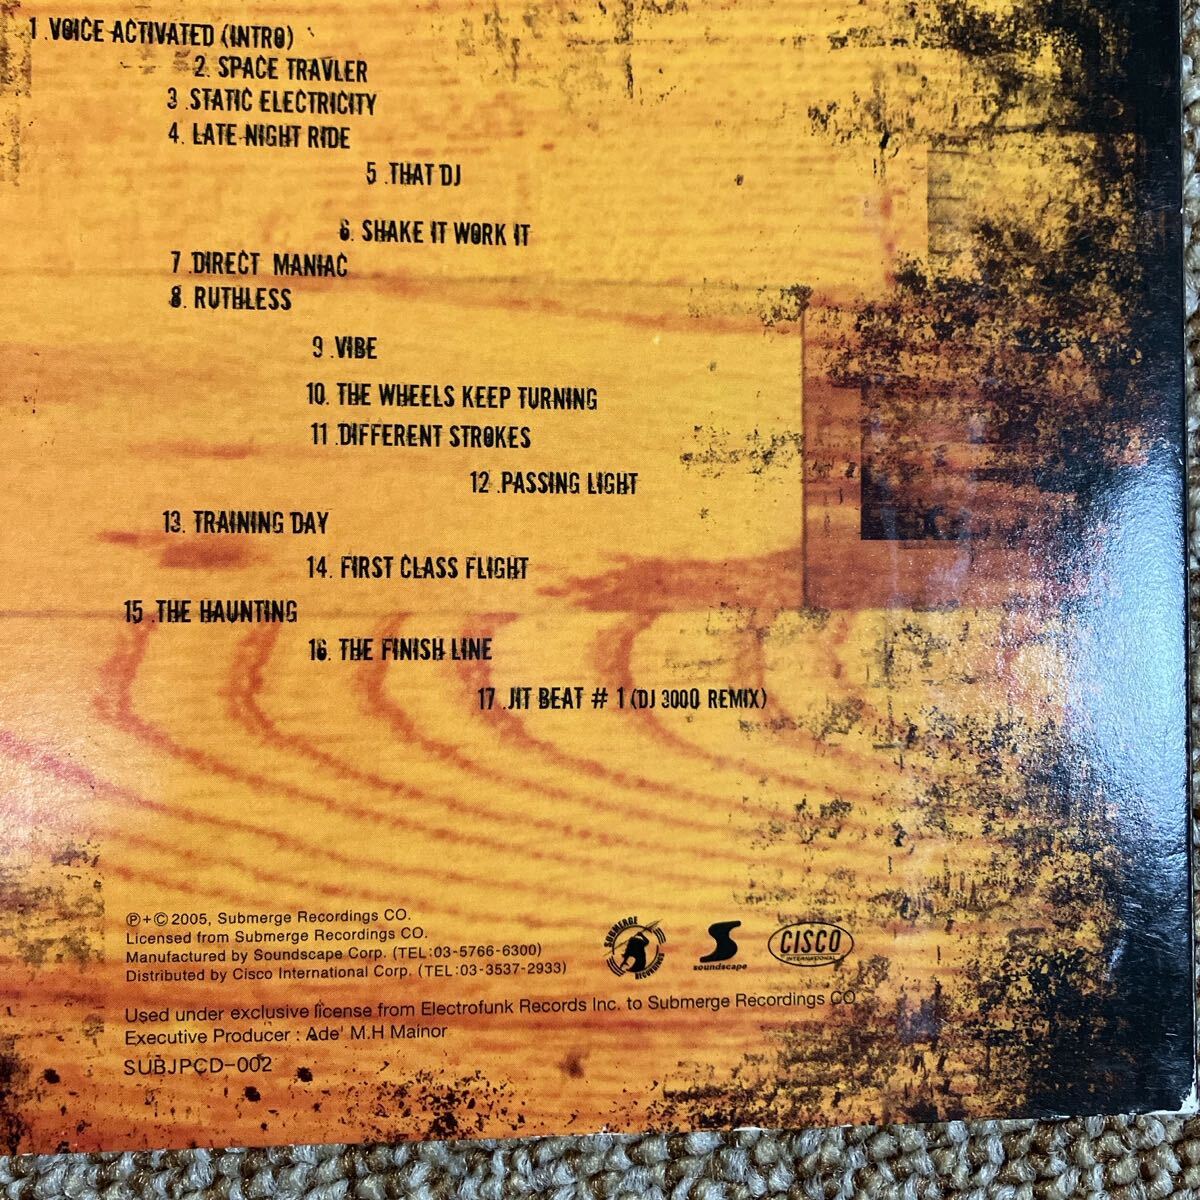 1 .VOICE ACTIVATED (INTRO)
2. SPACE TRAVLER
3 .STATIC ELECTRICITY
4. LATE NIGHT RIDE
5 .THAT DJ
6. SHAKE IT WORK IT
7 .DIRECT MANIAC
8. RUTHLESS
9 .VIBE
10. THE WHEELS KEEP TURNING
11 .DIFFERENT STROKES
12 .PASSING LIGHT
13. TRAINING DAY
14. FIRST CLASS FLIGHT
15 .THE HAUNTING
16. THE FINISH LINE
17 .JIT BEAT # 1 (DJ 3000 REMIX)
℗+© 2005, Submerge Recordings CO.
Licensed from Submerge Recordings CO.
Manufactured by Soundscape Corp. (TEL:03-5766-6300)
Distributed by Cisco International Corp. (TEL:03-3537-2933)
SUBMERGE
RECORDINGS
soundscape
CISCO
INTERNATIONAL
Used under exclusive license from Electrofunk Records Inc. to Submerge Recordings CO
Executive Producer : Ade' M.H Mainor
SUBJPCD-002